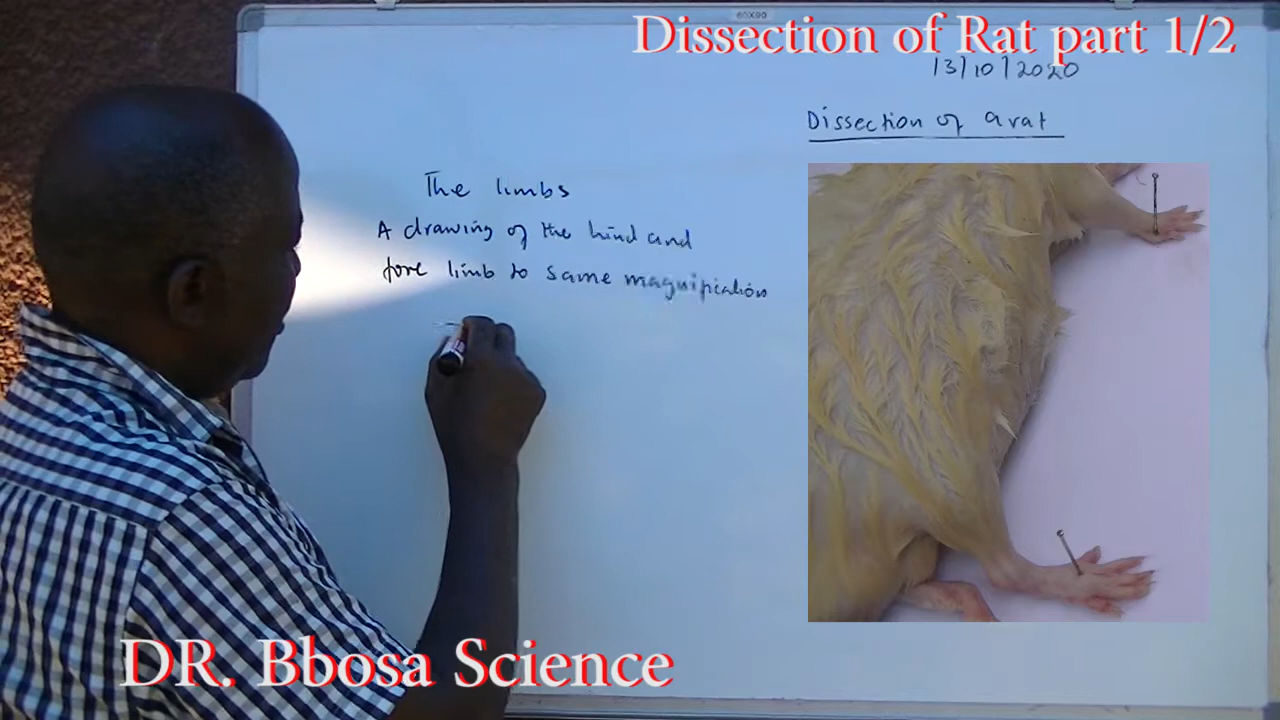 60X90
Dissection of Rat part 1/2
13/10/2020
Dissection of a rat
The limbs
A drawing of the hind and
fore limb to same magnification
DR. Bbosa Science